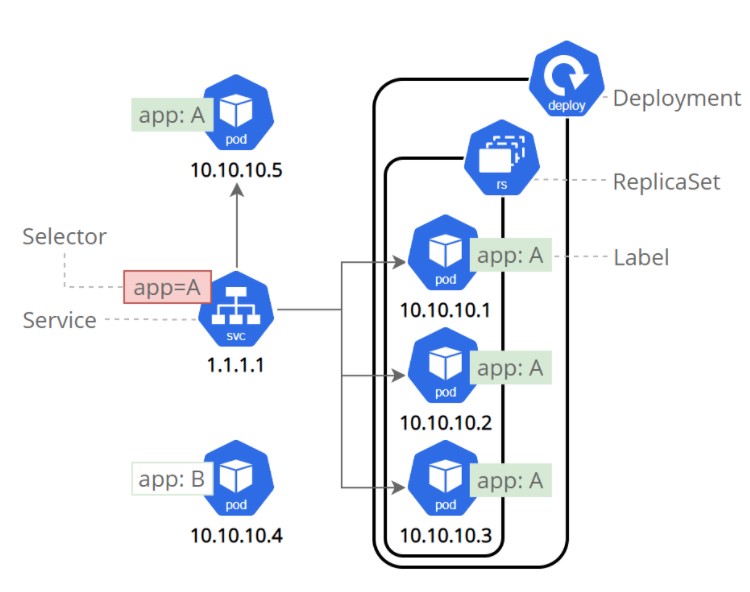 deploy
Deployment
app: A
pod
10.10.10.5
rs
ReplicaSet
Selector
app=A
Service
svc
1.1.1.1
pod
app: A
Label
10.10.10.1
pod
app: A
10.10.10.2
app: B
pod
10.10.10.4
pod
app: A
10.10.10.3